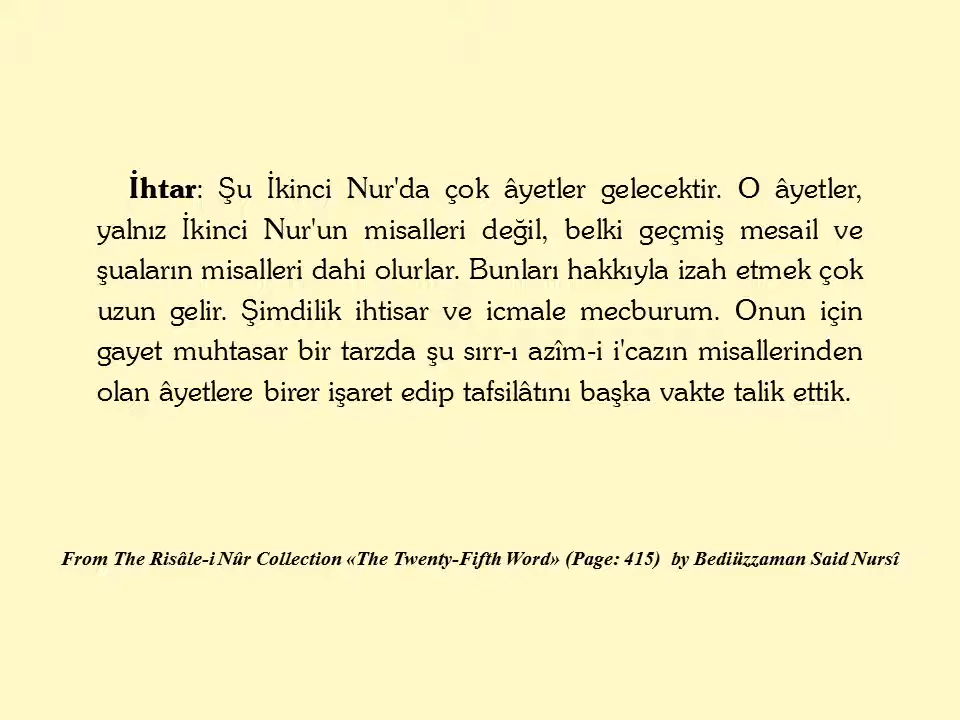 İhtar: Şu İkinci Nur'da çok âyetler gelecektir. O âyetler,
yalnız İkinci Nur'un misalleri değil, belki geçmiş mesail ve
şuaların misalleri dahi olurlar. Bunları hakkıyla izah etmek çok
uzun gelir. Şimdilik ihtisar ve icmale mecburum. Onun için
gayet muhtasar bir tarzda şu sırr-ı azîm-i i'cazın misallerinden
olan âyetlere birer işaret edip tafsilâtını başka vakte talik ettik.
From The Risâle-i Nûr Collection «The Twenty-Fifth Word» (Page: 415) by Bediüzzaman Said Nursî